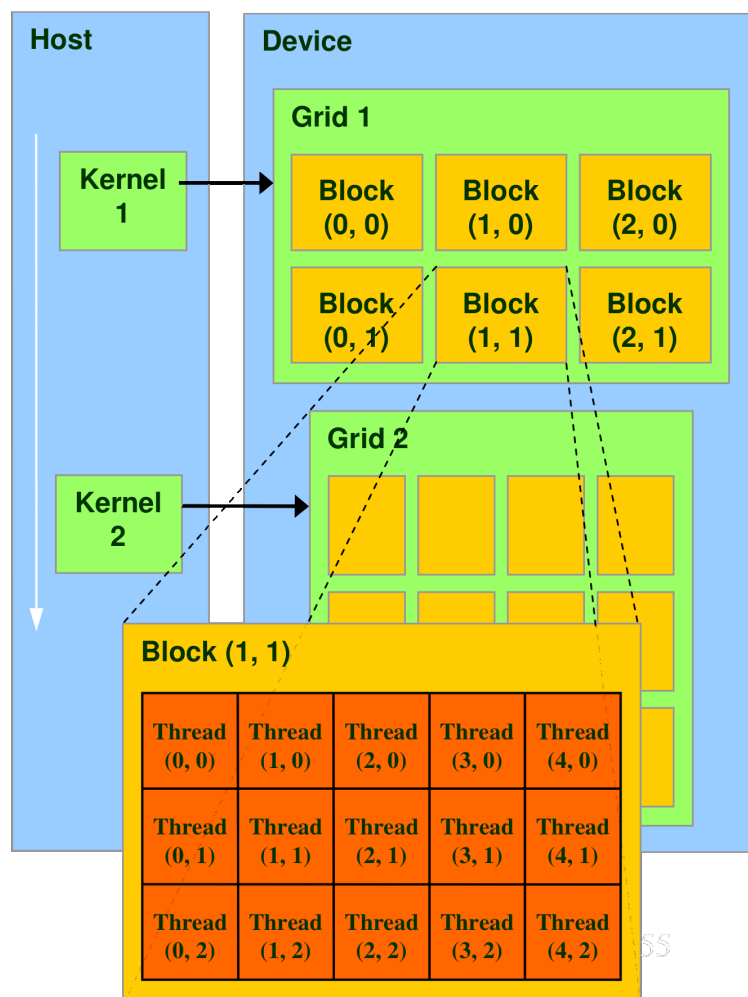 Host
Device
Grid 1
Kernel
1
Block
(0, 0)
Block
(1, 0)
Block
(2, 0)
Block
(0, 1)
Block
(1, 1)
Block
(2, 1)
Grid 2
Kernel
2
Block (1, 1)
Thread
(0, 0)
Thread
(1, 0)
Thread
(2, 0)
Thread
(3, 0)
Thread
(4, 0)
Thread
(0, 1)
Thread
(1, 1)
Thread
(2, 1)
Thread
(3, 1)
Thread
(4, 1)
Thread
(0, 2)
Thread
(1, 2)
Thread
(2, 2)
Thread
(3, 2)
Thread
(4, 2)